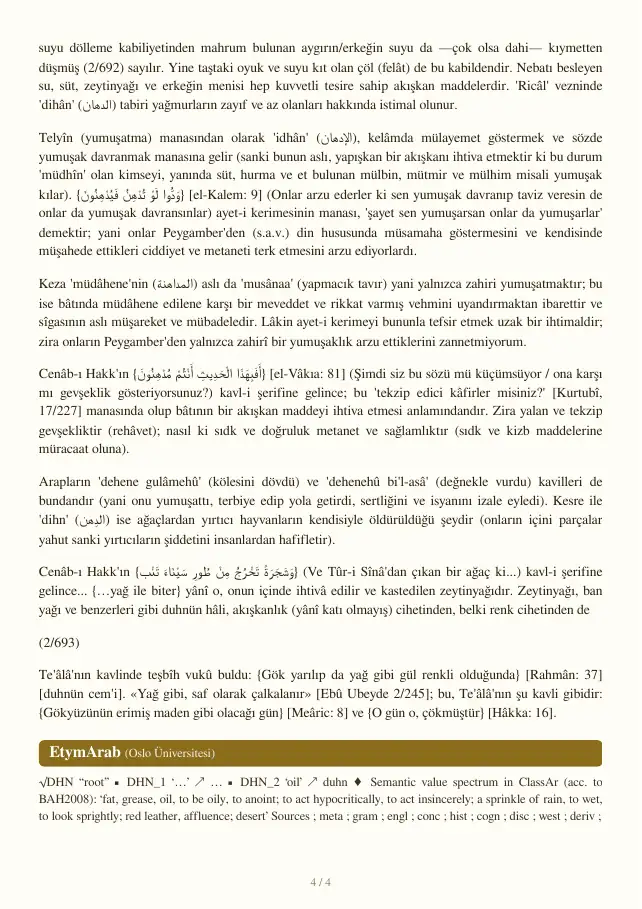 suyu dölleme kabiliyetinden mahrum bulunan aygırın/erkeğin suyu da —çok olsa dahi— kıymetten
düşmüş (2/692) sayılır. Yine taştaki oyuk ve suyu kıt olan çöl (felât) de bu kabildendir. Nebatı besleyen
su, süt, zeytinyağı ve erkeğin menisi hep kuvvetli tesire sahip akışkan maddelerdir. 'Ricâl' vezninde
'dihân' (الدهان) tabiri yağmurların zayıf ve az olanları hakkında istimal olunur.
Telyîn (yumuşatma) manasından olarak 'idhân' (الإدهان), kelâmda mülayemet göstermek ve sözde
yumuşak davranmak manasına gelir (sanki bunun aslı, yapışkan bir akışkanı ihtiva etmektir ki bu durum
'müdhîn' olan kimseyi, yanında süt, hurma ve et bulunan mülbin, mütmir ve mülhim misali yumuşak
kılar). {وَدُّوا لَوْ تُدْهِنُ فَيُدْهِنُونَ} [el-Kalem: 9] (Onlar arzu ederler ki sen yumuşak davranıp taviz veresin de
onlar da yumuşak davransınlar) ayet-i kerimesinin manası, 'şayet sen yumuşarsan onlar da yumuşarlar'
demektir; yani onlar Peygamber'den (s.a.v.) din hususunda müsamaha göstermesini ve kendisinde
müşahede ettikleri ciddiyet ve metaneti terk etmesini arzu ediyorlardı.
Keza 'müdâhene'nin (المداهنة) aslı da 'musânaa' (yapmacık tavır) yani yalnızca zahiri yumuşatmaktır; bu
ise bâtında müdâhene edilene karşı bir meveddet ve rikkat varmış vehmini uyandırmaktan ibarettir ve
sîgasının aslı müşareket ve mübadeledir. Lâkin ayet-i kerimeyi bununla tefsir etmek uzak bir ihtimaldir;
zira onların Peygamber'den yalnızca zahirî bir yumuşaklık arzu ettiklerini zannetmiyorum.
Cenâb-ı Hakk'ın {أَفَبِهَٰذَا الْحَدِيثِ أَنْتُمْ مُدْهِنُونَ} [el-Vâkıa: 81] (Şimdi siz bu sözü mü küçümsüyor / ona karşı
mı gevşeklik gösteriyorsunuz?) kavl-i şerifine gelince; bu 'tekzip edici kâfirler misiniz?' [Kurtubî,
17/227] manasında olup bâtının bir akışkan maddeyi ihtiva etmesi anlamındandır. Zira yalan ve tekzip
gevşekliktir (rehâvet); nasıl ki sıdk ve doğruluk metanet ve sağlamlıktır (sıdk ve kizb maddelerine
müracaat oluna).
Arapların 'dehene gulâmehû' (kölesini dövdü) ve 'dehenehû bi'l-asâ' (değnekle vurdu) kavilleri de
bundandır (yani onu yumuşattı, terbiye edip yola getirdi, sertliğini ve isyanını izale eyledi). Kesre ile
'dihn' (الدِهن) ise ağaçlardan yırtıcı hayvanların kendisiyle öldürüldüğü şeydir (onların içini parçalar
yahut sanki yırtıcıların şiddetini insanlardan hafifletir).
Cenâb-ı Hakk'ın {وَشَجَرَةً تَخْرُجُ مِنْ طُورِ سَيْنَاءَ تَنْبُ} (Ve Tûr-i Sînâ'dan çıkan bir ağaç ki...) kavl-i şerifine
gelince... {…yağ ile biter} yânî o, onun içinde ihtivâ edilir ve kastedilen zeytinyağıdır. Zeytinyağı, ban
yağı ve benzerleri gibi duhnün hâli, akışkanlık (yânî katı olmayış) cihetinden, belki renk cihetinden de
(2/693)
Te'âlâ'nın kavlinde teşbîh vukû buldu: {Gök yarılıp da yağ gibi gül renkli olduğunda} [Rahmân: 37]
[duhnün cem'i]. «Yağ gibi, saf olarak çalkalanır» [Ebû Ubeyde 2/245]; bu, Te'âlâ'nın şu kavli gibidir:
{Gökyüzünün erimiş maden gibi olacağı gün} [Meâric: 8] ve {O gün o, çökmüştür} [Hâkka: 16].
EtymArab (Oslo Üniversitesi)
√DHN “root” ▪ DHN_1 ‘…’ ↗ … ▪ DHN_2 ‘oil’ ↗ duhn ♦ Semantic value spectrum in ClassAr (acc. to
BAH2008): ‘fat, grease, oil, to be oily, to anoint; to act hypocritically, to act insincerely; a sprinkle of rain, to wet,
to look sprightly; red leather, affluence; desert’ Sources ; meta ; gram ; engl ; conc ; hist ; cogn ; disc ; west ; deriv ;
4 / 4